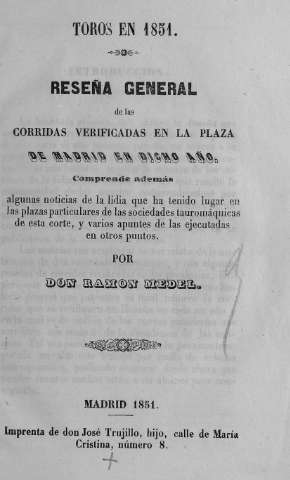 TOROS EN 1851.
RESEÑA GENERAL
de las
CORRIDAS VERIFICADAS EN LA PLAZA
DE MADRID EN DICHO AÑO.
Comprende además
algunas noticias de la lidia que ha tenido lugar en
las plazas particulares de las sociedades tauromáquicas
de esta corte, y varios apuntes de las ejecutadas
en otros puntos.
POR
DON RAMON MEDEL.
MADRID 1851.
Imprenta de don José Trujillo, hijo, calle de María
Cristina, número 8.